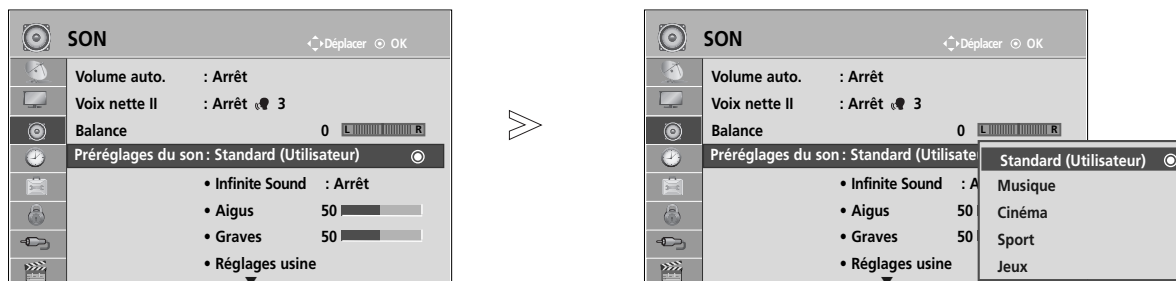 SON Déplacer OK
Volume auto. : Arrêt
Voix nette II : Arrêt 3
Balance 0 L R
Préréglages du son : Standard (Utilisateur)
• Infinite Sound : Arrêt
• Aigus 50
• Graves 50
• Réglages usine
SON Déplacer OK
Volume auto. : Arrêt
Voix nette II : Arrêt 3
Balance 0 L R
Préréglages du son : Standard (Utilisate
• Infinite Sound : A
• Aigus 50
• Graves 50
• Réglages usine
Standard (Utilisateur)
Musique
Cinéma
Sport
Jeux